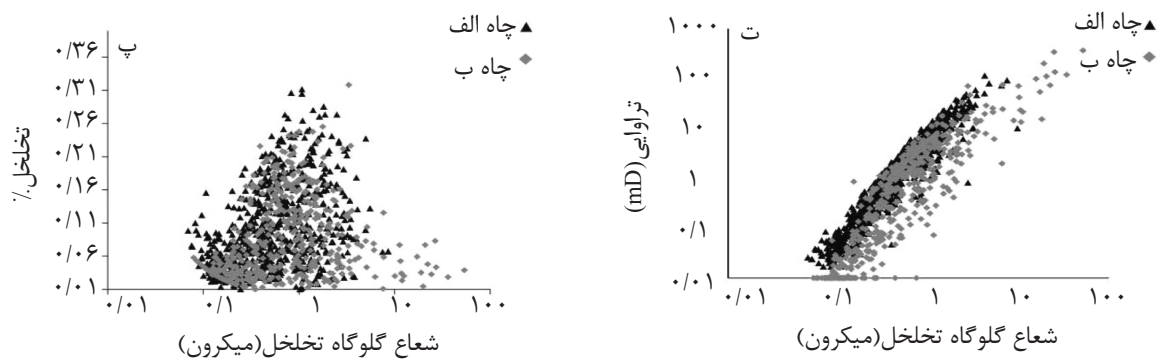 چاه الف
چاه ب
ت
۱۰۰۰
۱۰۰
۱۰
۱
۰/۱
۰/۰۱
تراوایی(mD)
۰/۰۱
۰/۱
۱
۱۰
۱۰۰
شعاع گلوگاه تخلخل(میکرون)
چاه الف
چاه ب
پ
۰/۳۶
۰/۳۱
۰/۲۶
۰/۲۱
۰/۱۶
۰/۱۱
۰/۰۶
۰/۰۱
تخلخل٪
۰/۰۱
۰/۱
۱
۱۰
۱۰۰
شعاع گلوگاه تخلخل(میکرون)